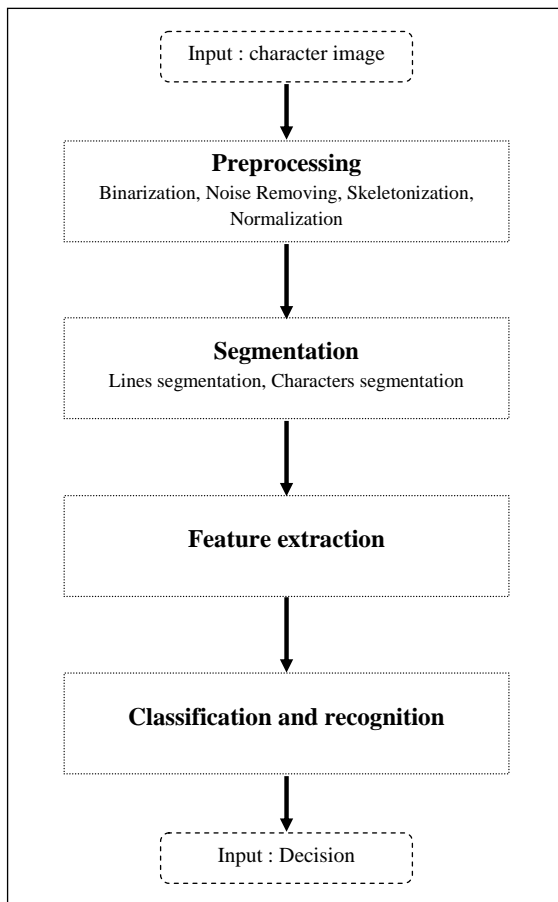 Input : character image
Preprocessing
Binarization, Noise Removing, Skeletonization,
Normalization
Segmentation
Lines segmentation, Characters segmentation
Feature extraction
Classification and recognition
Input : Decision